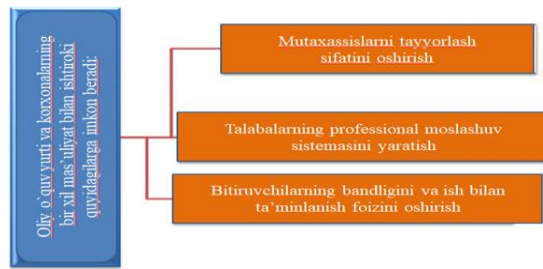 Oliy o`quv yurti va korxonalarning
bir xil mas’uliyat bilan ishtiroki
quyidagilarga imkon beradi:
Mutaxassislarni tayyorlash
sifatini oshirish
Talabalarning professional moslashuv
sistemasini yaratish
Bitiruvchilarning bandligini va ish bilan
ta’minlanish foizini oshirish